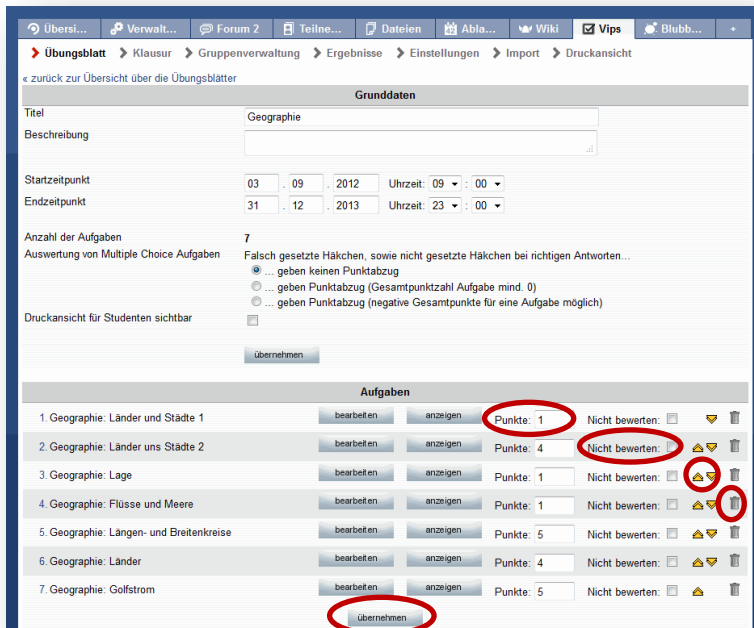 Übersi... Verwalt... Forum 2 Teilne... Dateien Abla... Wiki Vips Blubb... +
Übungsblatt Klausur Gruppenverwaltung Ergebnisse Einstellungen Import Druckansicht
« zurück zur Übersicht über die Übungsblätter
Grunddaten
Titel Geographie
Beschreibung
Startzeitpunkt 03 . 09 . 2012 Uhrzeit: 09 : 00
Endzeitpunkt 31 . 12 . 2013 Uhrzeit: 23 : 00
Anzahl der Aufgaben 7
Auswertung von Multiple Choice Aufgaben Falsch gesetzte Häkchen, sowie nicht gesetzte Häkchen bei richtigen Antworten...
... geben keinen Punktabzug
... geben Punktabzug (Gesamtpunktzahl Aufgabe mind. 0)
... geben Punktabzug (negative Gesamtpunkte für eine Aufgabe möglich)
Druckansicht für Studenten sichtbar
übernehmen
Aufgaben
1. Geographie: Länder und Städte 1 bearbeiten anzeigen Punkte: 1 Nicht bewerten:
2. Geographie: Länder uns Städte 2 bearbeiten anzeigen Punkte: 4 Nicht bewerten:
3. Geographie: Lage bearbeiten anzeigen Punkte: 1 Nicht bewerten:
4. Geographie: Flüsse und Meere bearbeiten anzeigen Punkte: 1 Nicht bewerten:
5. Geographie: Längen- und Breitenkreise bearbeiten anzeigen Punkte: 5 Nicht bewerten:
6. Geographie: Länder bearbeiten anzeigen Punkte: 4 Nicht bewerten:
7. Geographie: Golfstrom bearbeiten anzeigen Punkte: 5 Nicht bewerten:
übernehmen